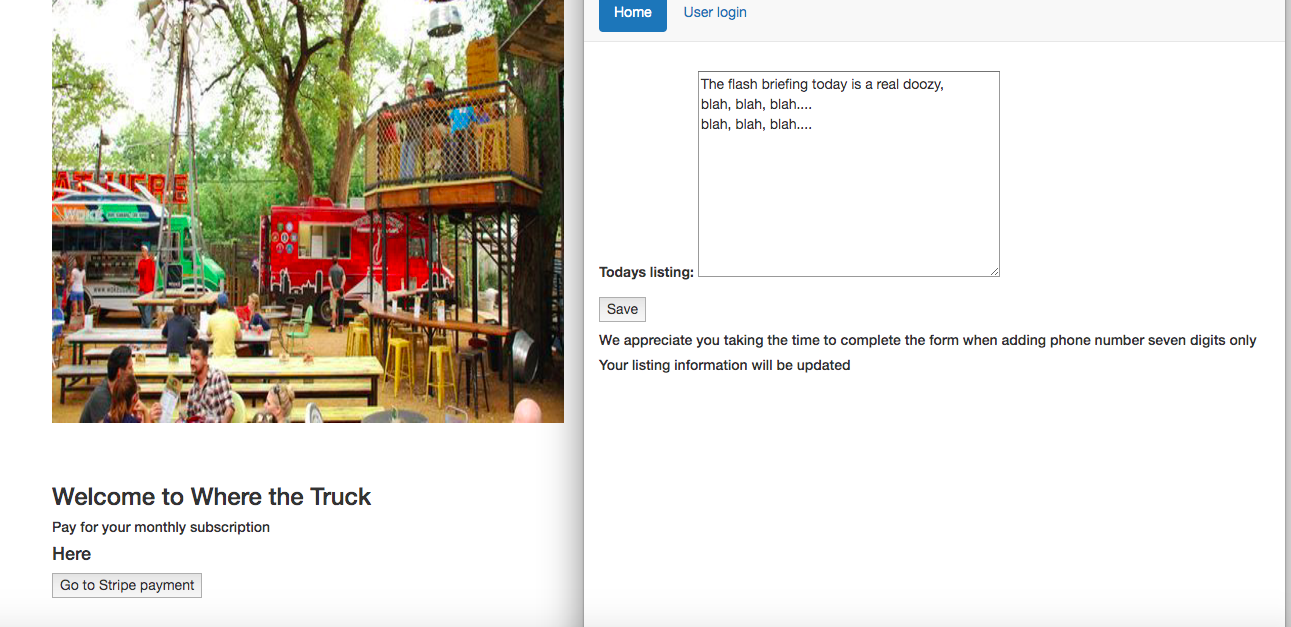 WOK
Welcome to Where the Truck
Pay for your monthly subscription
Here
Go to Stripe payment
Home
User login
The flash briefing today is a real doozy,
blah, blah, blah....
blah, blah, blah....
Todays listing:
Save
We appreciate you taking the time to complete the form when adding phone number seven digits only
Your listing information will be updated